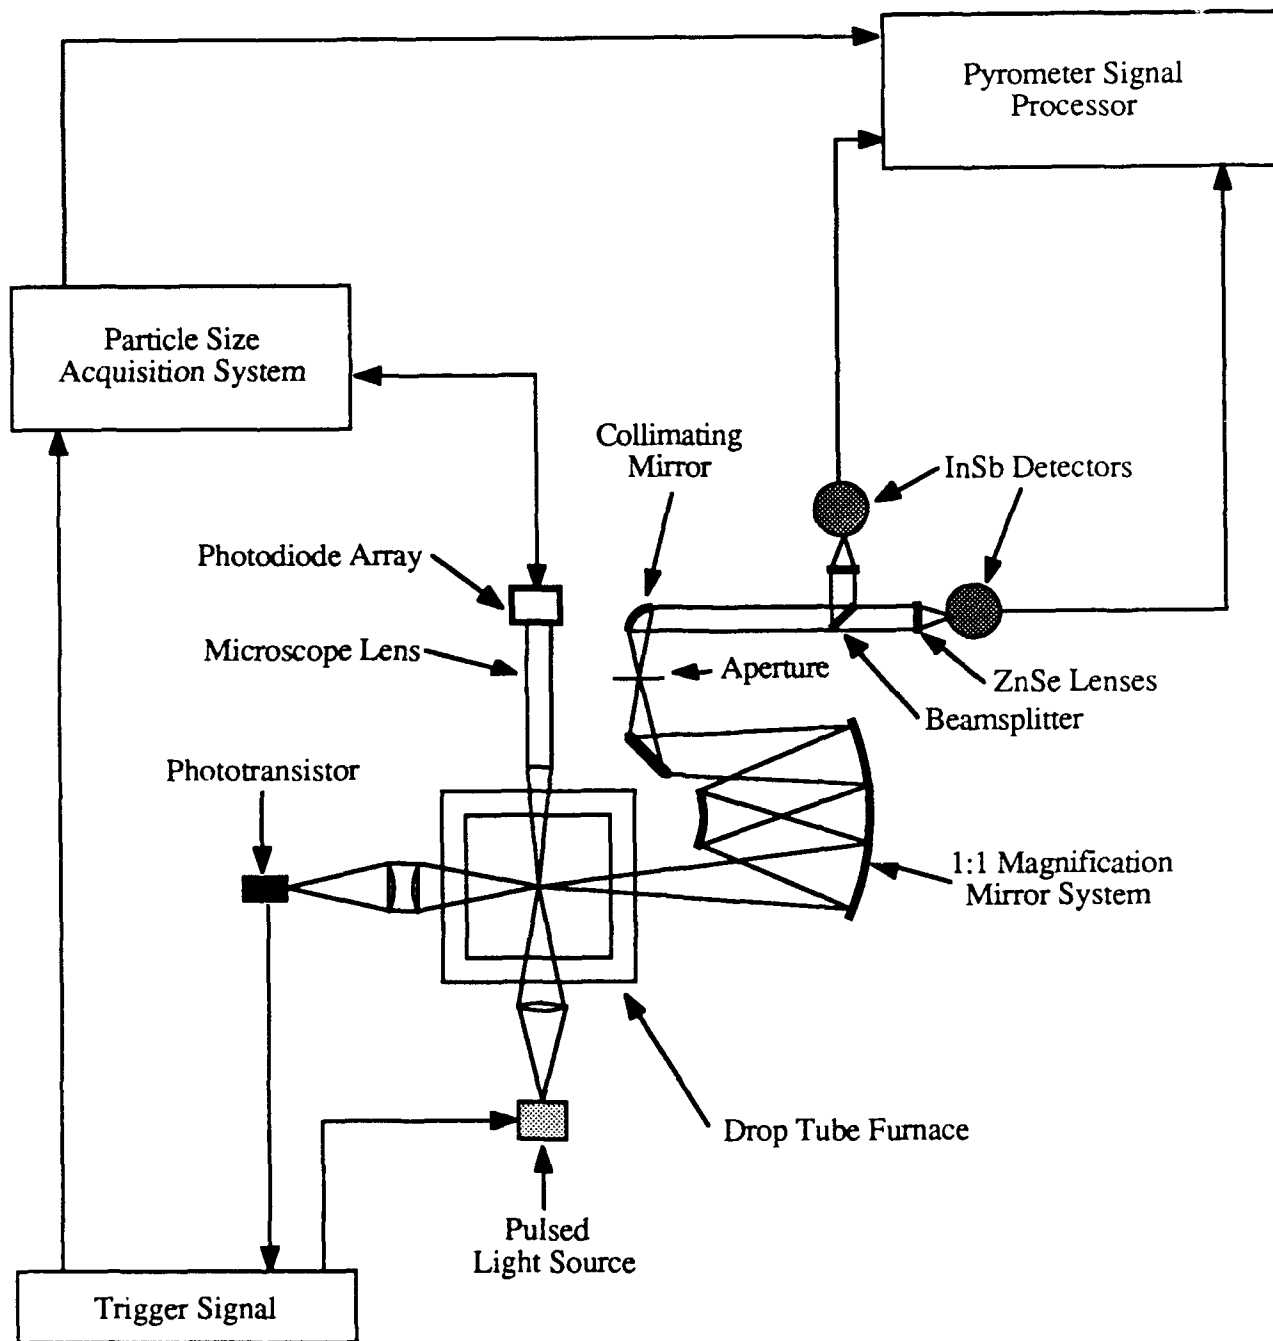 Pyrometer Signal
Processor
Particle Size
Acquisition System
Collimating
Mirror
InSb Detectors
Photodiode Array
Microscope Lens
Aperture
ZnSe Lenses
Beamsplitter
Phototransistor
1:1 Magnification
Mirror System
Drop Tube Furnace
Pulsed
Light Source
Trigger Signal